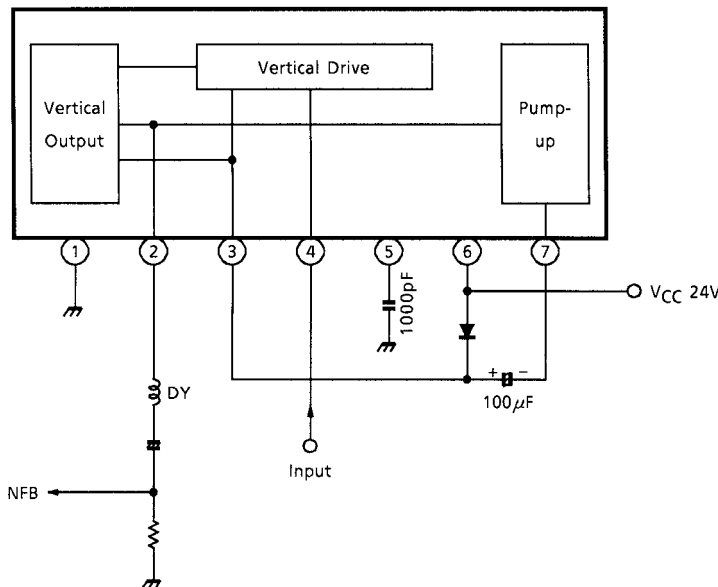 Vertical Drive
Vertical
Output
Pump-
up
1
2
3
4
5
6
7
1000pF
VCC 24V
DY
+
−
100μF
Input
NFB